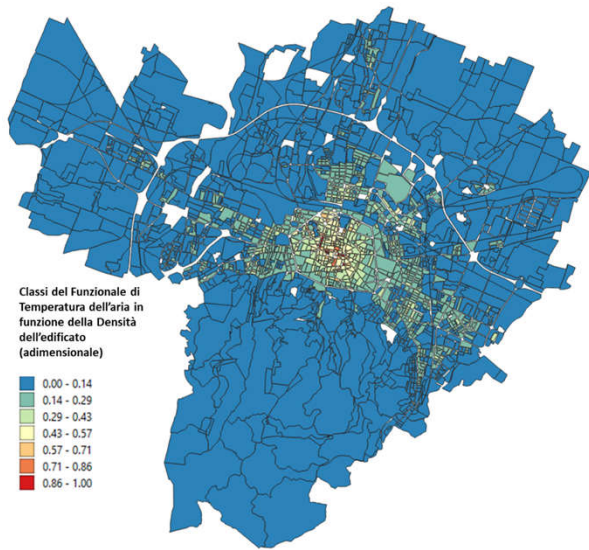 Classi del Funzionale di
Temperatura dell'aria in
funzione della Densità
dell'edificato
(adimensionale)
0.00 - 0.14
0.14 - 0.29
0.29 - 0.43
0.43 - 0.57
0.57 - 0.71
0.71 - 0.86
0.86 - 1.00